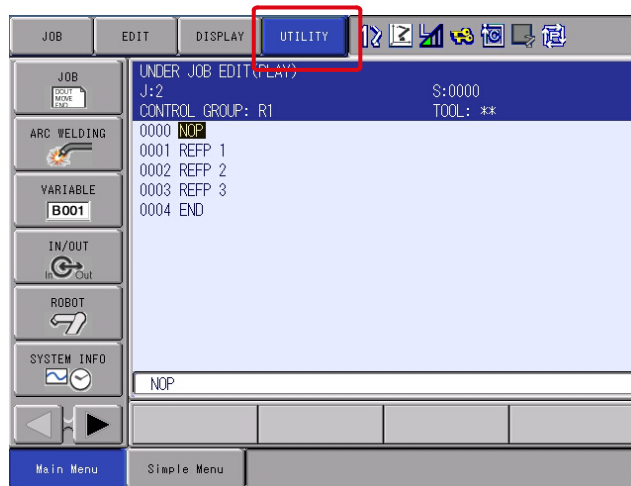 JOB EDIT DISPLAY UTILITY
JOB
DOUT
MOVE
END
ARC WELDING
VARIABLE
B001
IN/OUT
In Out
ROBOT
SYSTEM INFO
UNDER JOB EDIT(PLAY)
J:2 S:0000
CONTROL GROUP: R1 TOOL: **
0000 NOP
0001 REFP 1
0002 REFP 2
0003 REFP 3
0004 END
NOP
Main Menu Simple Menu